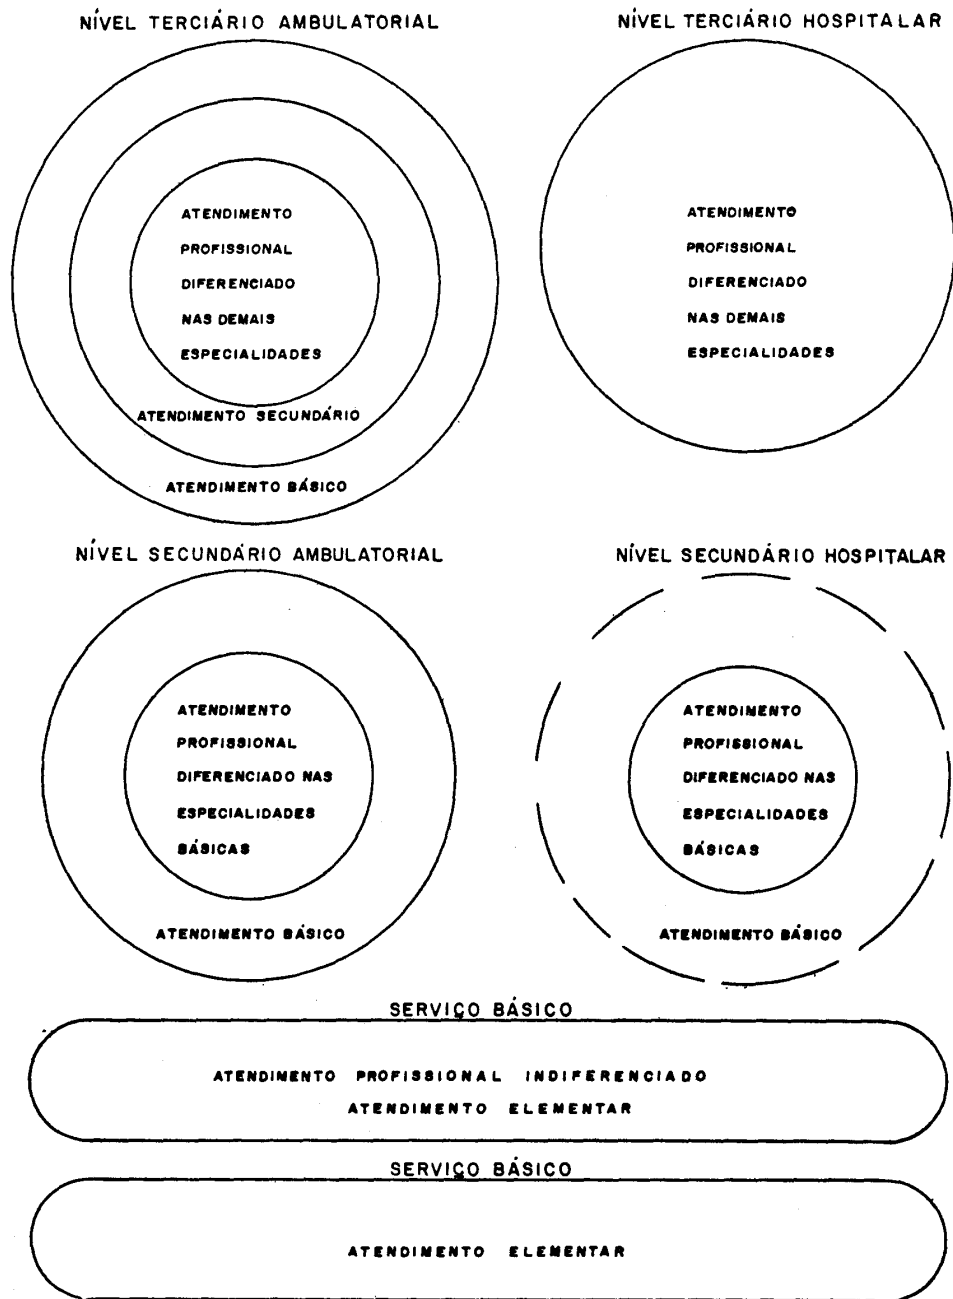 NÍVEL TERCIÁRIO AMBULATORIAL
ATENDIMENTO
PROFISSIONAL
DIFERENCIADO
NAS DEMAIS
ESPECIALIDADES
ATENDIMENTO SECUNDÁRIO
ATENDIMENTO BÁSICO
NÍVEL TERCIÁRIO HOSPITALAR
ATENDIMENTO
PROFISSIONAL
DIFERENCIADO
NAS DEMAIS
ESPECIALIDADES
NÍVEL SECUNDÁRIO AMBULATORIAL
ATENDIMENTO
PROFISSIONAL
DIFERENCIADO NAS
ESPECIALIDADES
BÁSICAS
ATENDIMENTO BÁSICO
NÍVEL SECUNDÁRIO HOSPITALAR
ATENDIMENTO
PROFISSIONAL
DIFERENCIADO NAS
ESPECIALIDADES
BÁSICAS
ATENDIMENTO BÁSICO
SERVIÇO BÁSICO
ATENDIMENTO PROFISSIONAL INDIFERENCIADO
ATENDIMENTO ELEMENTAR
SERVIÇO BÁSICO
ATENDIMENTO ELEMENTAR